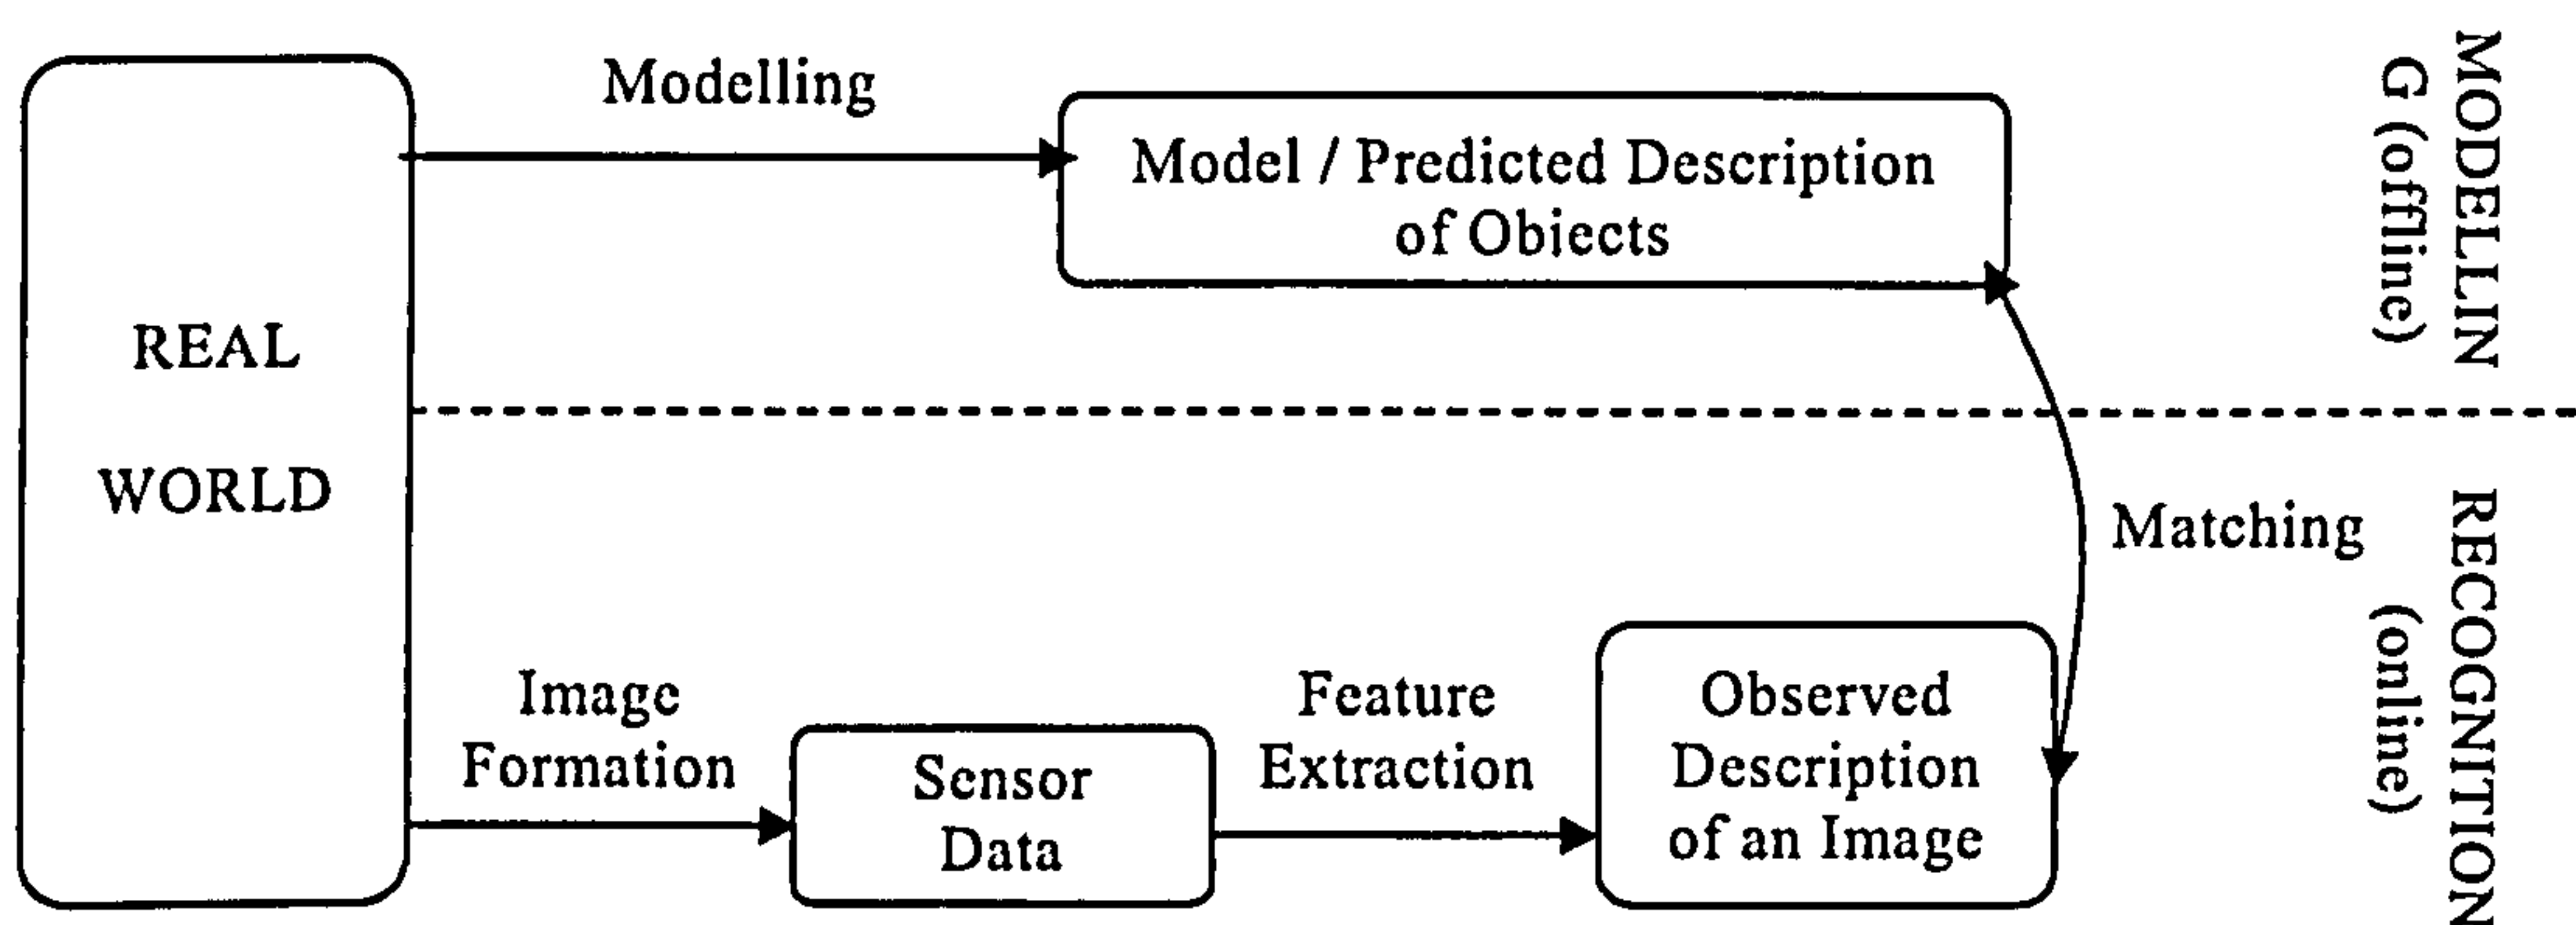 REAL
WORLD
Modelling
Model / Predicted Description
of Obiects
MODELLIN
G (offline)
Matching
Image
Formation
Sensor
Data
Feature
Extraction
Observed
Description
of an Image
RECOGNITION
(online)